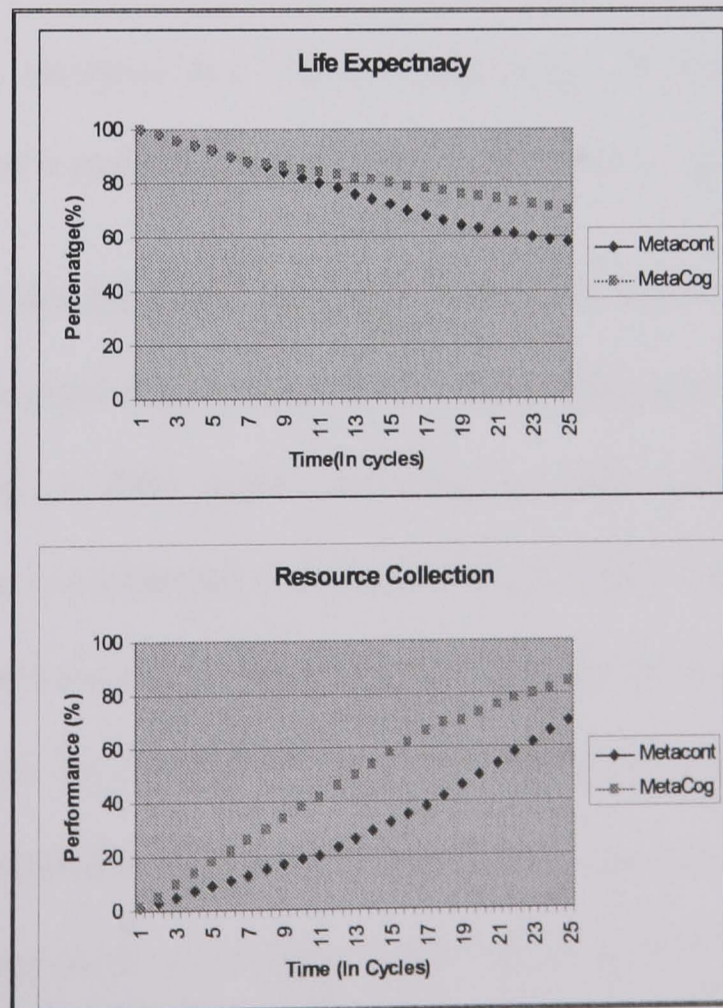 Life Expectnacy
100
80
60
40
20
0
Percenatge(%)
1 3 5 7 9 11 13 15 17 19 21 23 25
Time(In cycles)
Metacont
MetaCog
Resource Collection
100
80
60
40
20
0
Performance (%)
1 3 5 7 9 11 13 15 17 19 21 23 25
Time (In Cycles)
Metacont
MetaCog